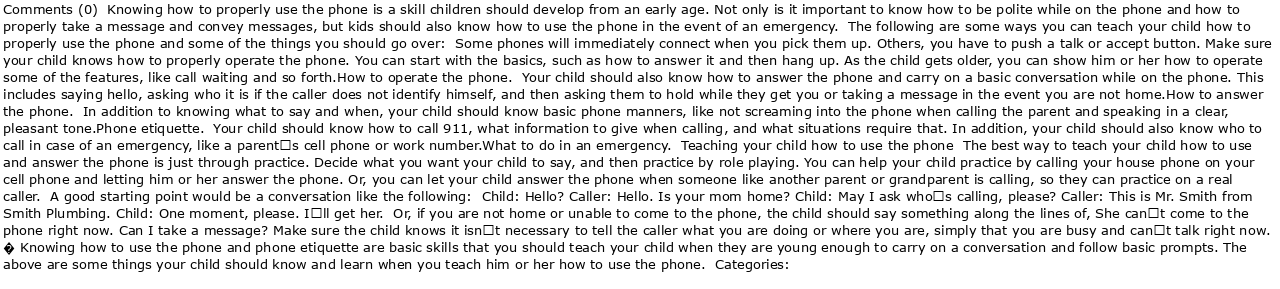 Comments (0)  Knowing how to properly use the phone is a skill children should develop from an early age. Not only is it important to know how to be polite while on the phone and how to
properly take a message and convey messages, but kids should also know how to use the phone in the event of an emergency.  The following are some ways you can teach your child how to
properly use the phone and some of the things you should go over:  Some phones will immediately connect when you pick them up. Others, you have to push a talk or accept button. Make sure
your child knows how to properly operate the phone. You can start with the basics, such as how to answer it and then hang up. As the child gets older, you can show him or her how to operate
some of the features, like call waiting and so forth.How to operate the phone.  Your child should also know how to answer the phone and carry on a basic conversation while on the phone. This
includes saying hello, asking who it is if the caller does not identify himself, and then asking them to hold while they get you or taking a message in the event you are not home.How to answer
the phone.  In addition to knowing what to say and when, your child should know basic phone manners, like not screaming into the phone when calling the parent and speaking in a clear,
pleasant tone.Phone etiquette.  Your child should know how to call 911, what information to give when calling, and what situations require that. In addition, your child should also know who to
call in case of an emergency, like a parent□s cell phone or work number.What to do in an emergency.  Teaching your child how to use the phone  The best way to teach your child how to use
and answer the phone is just through practice. Decide what you want your child to say, and then practice by role playing. You can help your child practice by calling your house phone on your
cell phone and letting him or her answer the phone. Or, you can let your child answer the phone when someone like another parent or grandparent is calling, so they can practice on a real
caller.  A good starting point would be a conversation like the following:  Child: Hello? Caller: Hello. Is your mom home? Child: May I ask who□s calling, please? Caller: This is Mr. Smith from
Smith Plumbing. Child: One moment, please. I□ll get her.  Or, if you are not home or unable to come to the phone, the child should say something along the lines of, She can□t come to the
phone right now. Can I take a message? Make sure the child knows it isn□t necessary to tell the caller what you are doing or where you are, simply that you are busy and can□t talk right now.
� Knowing how to use the phone and phone etiquette are basic skills that you should teach your child when they are young enough to carry on a conversation and follow basic prompts. The
above are some things your child should know and learn when you teach him or her how to use the phone.  Categories: